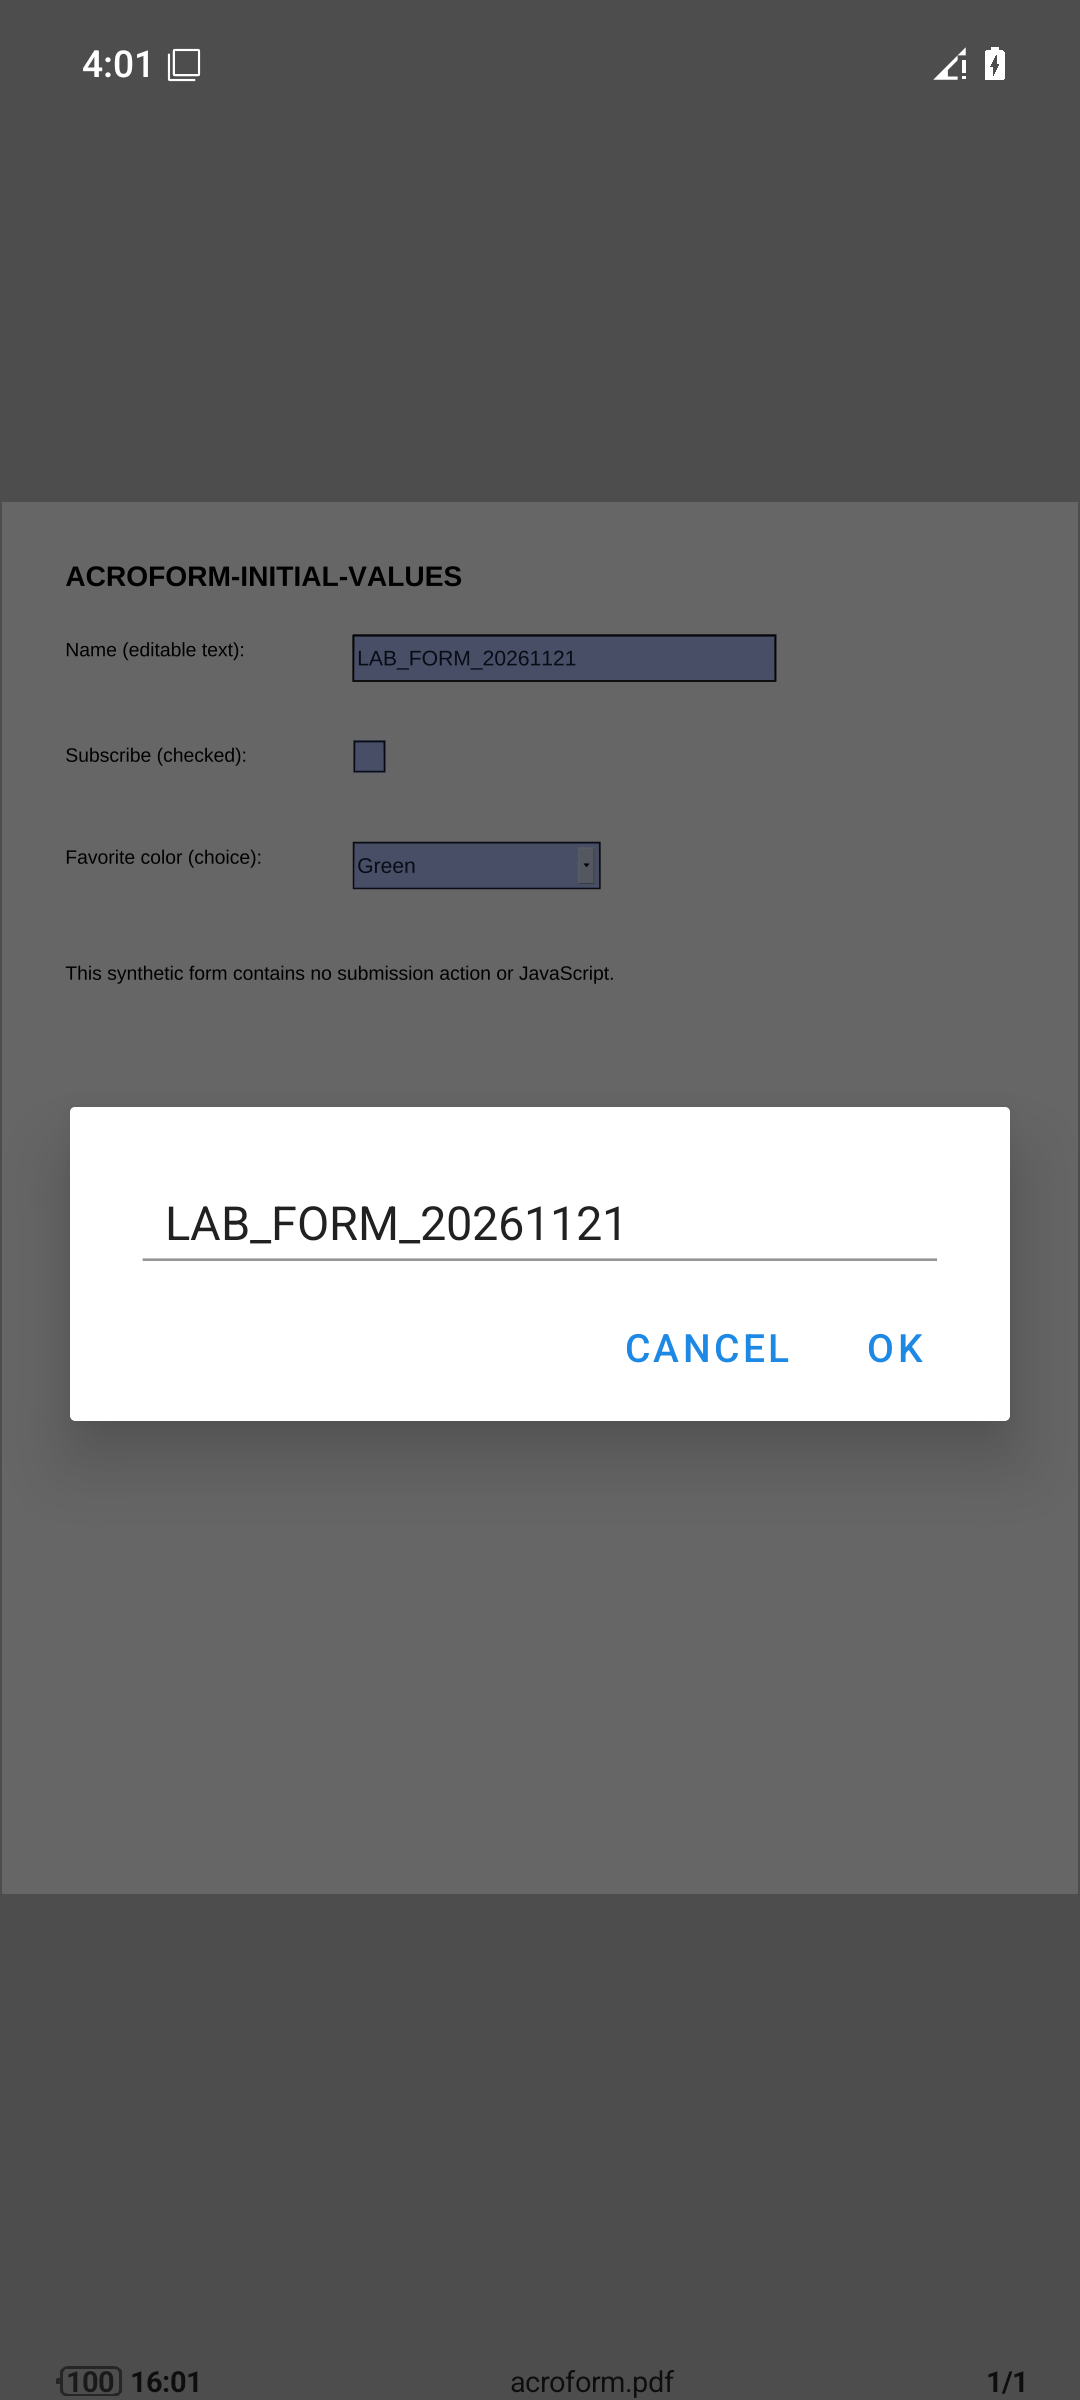 4:01
ACROFORM-INITIAL-VALUES
Name (editable text): LAB_FORM_20261121
Subscribe (checked):
Favorite color (choice): Green
This synthetic form contains no submission action or JavaScript.
LAB_FORM_20261121
CANCEL OK
100 16:01 acroform.pdf 1/1